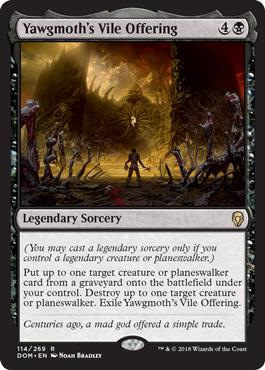 Yawgmoth's Vile Offering 4
Legendary Sorcery
(You may cast a legendary sorcery only if you
control a legendary creature or planeswalker.)
Put up to one target creature or planeswalker
card from a graveyard onto the battlefield under
your control. Destroy up to one target creature
or planeswalker. Exile Yawgmoth's Vile Offering.
Centuries ago, a mad god offered a simple trade.
114/269 R
DOM • EN Noah Bradley
™ & © 2018 Wizards of the Coast